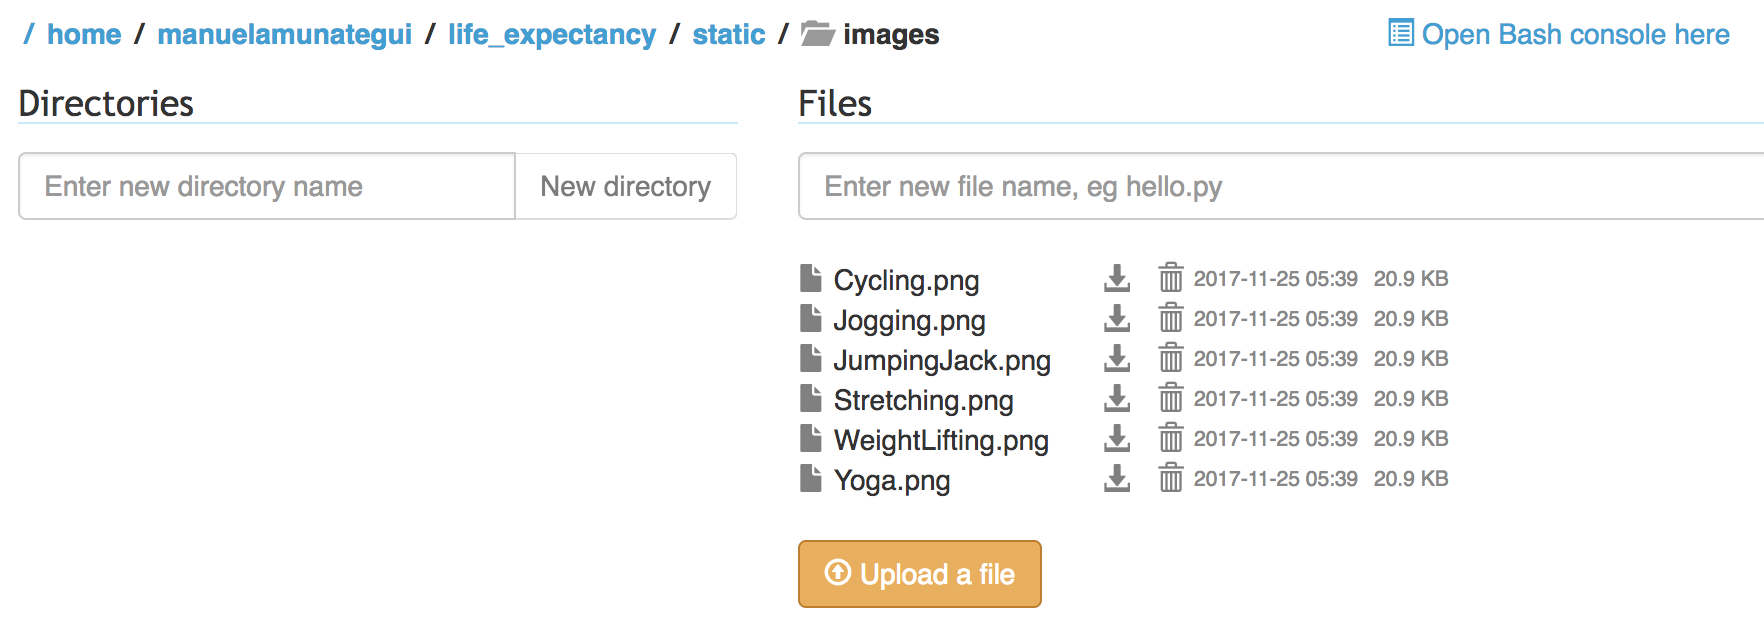 / home / manuelamunategui / life_expectancy / static / images
Open Bash console here
Directories
Enter new directory name
New directory
Files
Enter new file name, eg hello.py
Cycling.png 2017-11-25 05:39 20.9 KB
Jogging.png 2017-11-25 05:39 20.9 KB
JumpingJack.png 2017-11-25 05:39 20.9 KB
Stretching.png 2017-11-25 05:39 20.9 KB
WeightLifting.png 2017-11-25 05:39 20.9 KB
Yoga.png 2017-11-25 05:39 20.9 KB
Upload a file